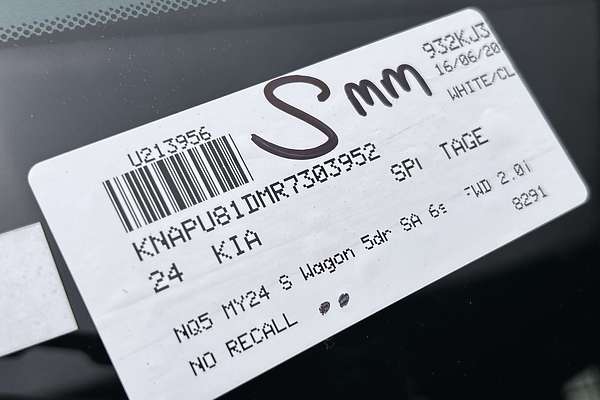 Smm
932KJ3
16/06/20
WHITE/CL
U213956
KNAPU81DMR7303952
24 KIA SP TAGE
NQ5 MY24 S Wagon 5dr SA 6s WD 2.0i
8291
NO RECALL